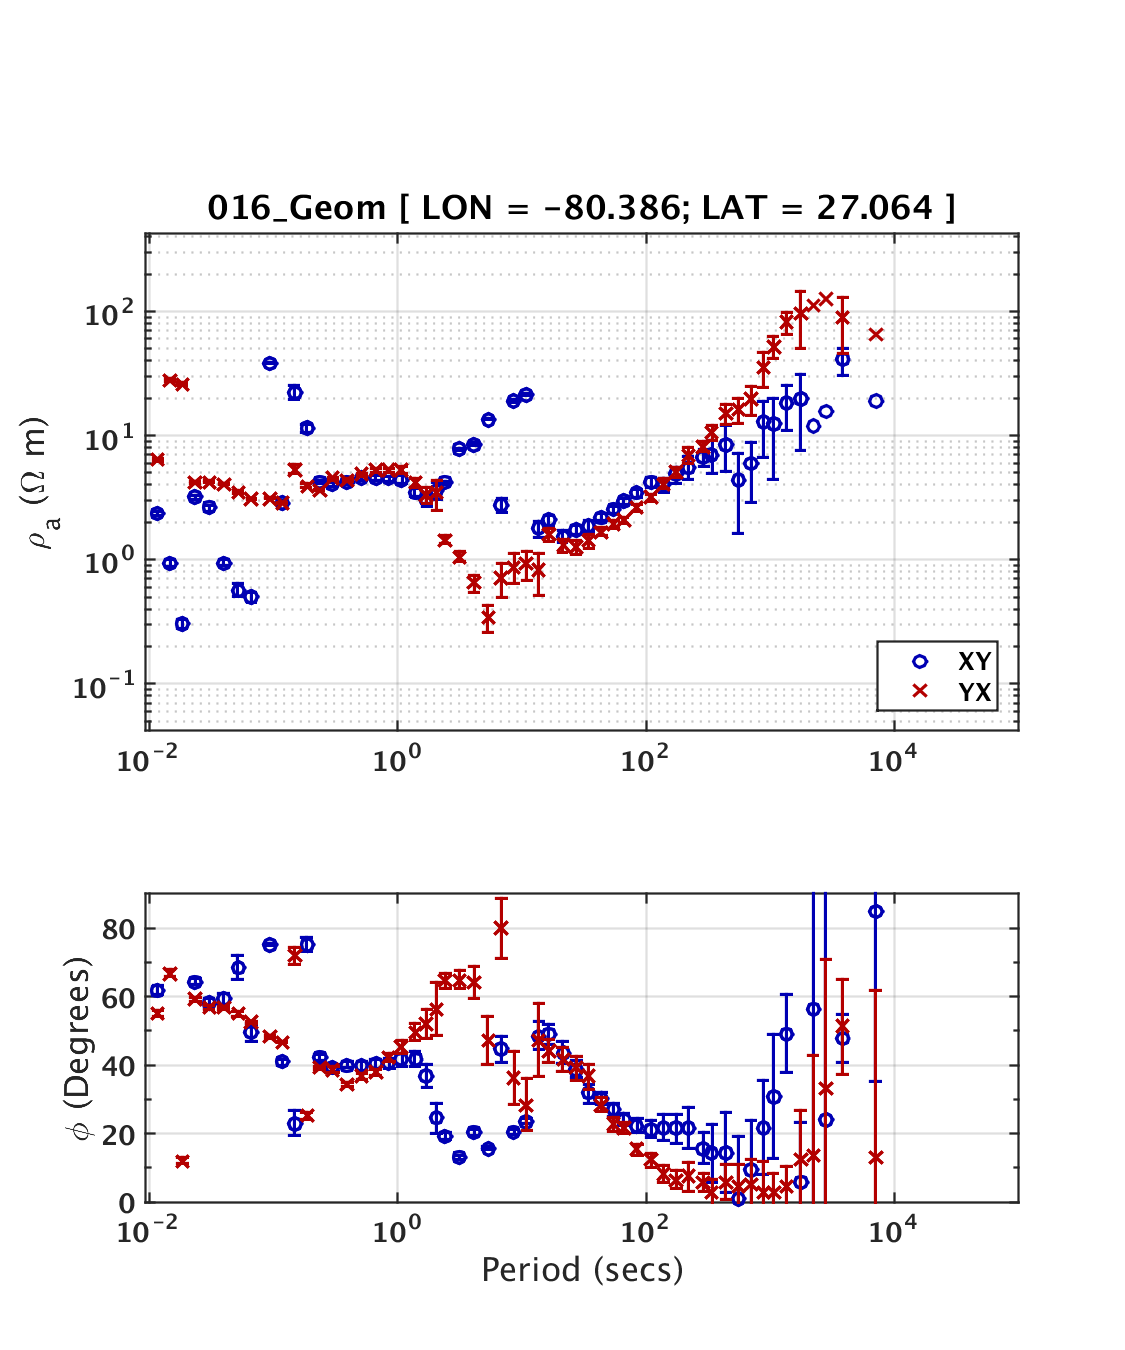 016_Geom [ LON = -80.386; LAT = 27.064 ]
ρa (Ω m)
10^2
10^1
10^0
10^-1
XY
YX
10^-2 10^0 10^2 10^4
ϕ (Degrees)
80
60
40
20
0
10^-2 10^0 10^2 10^4
Period (secs)